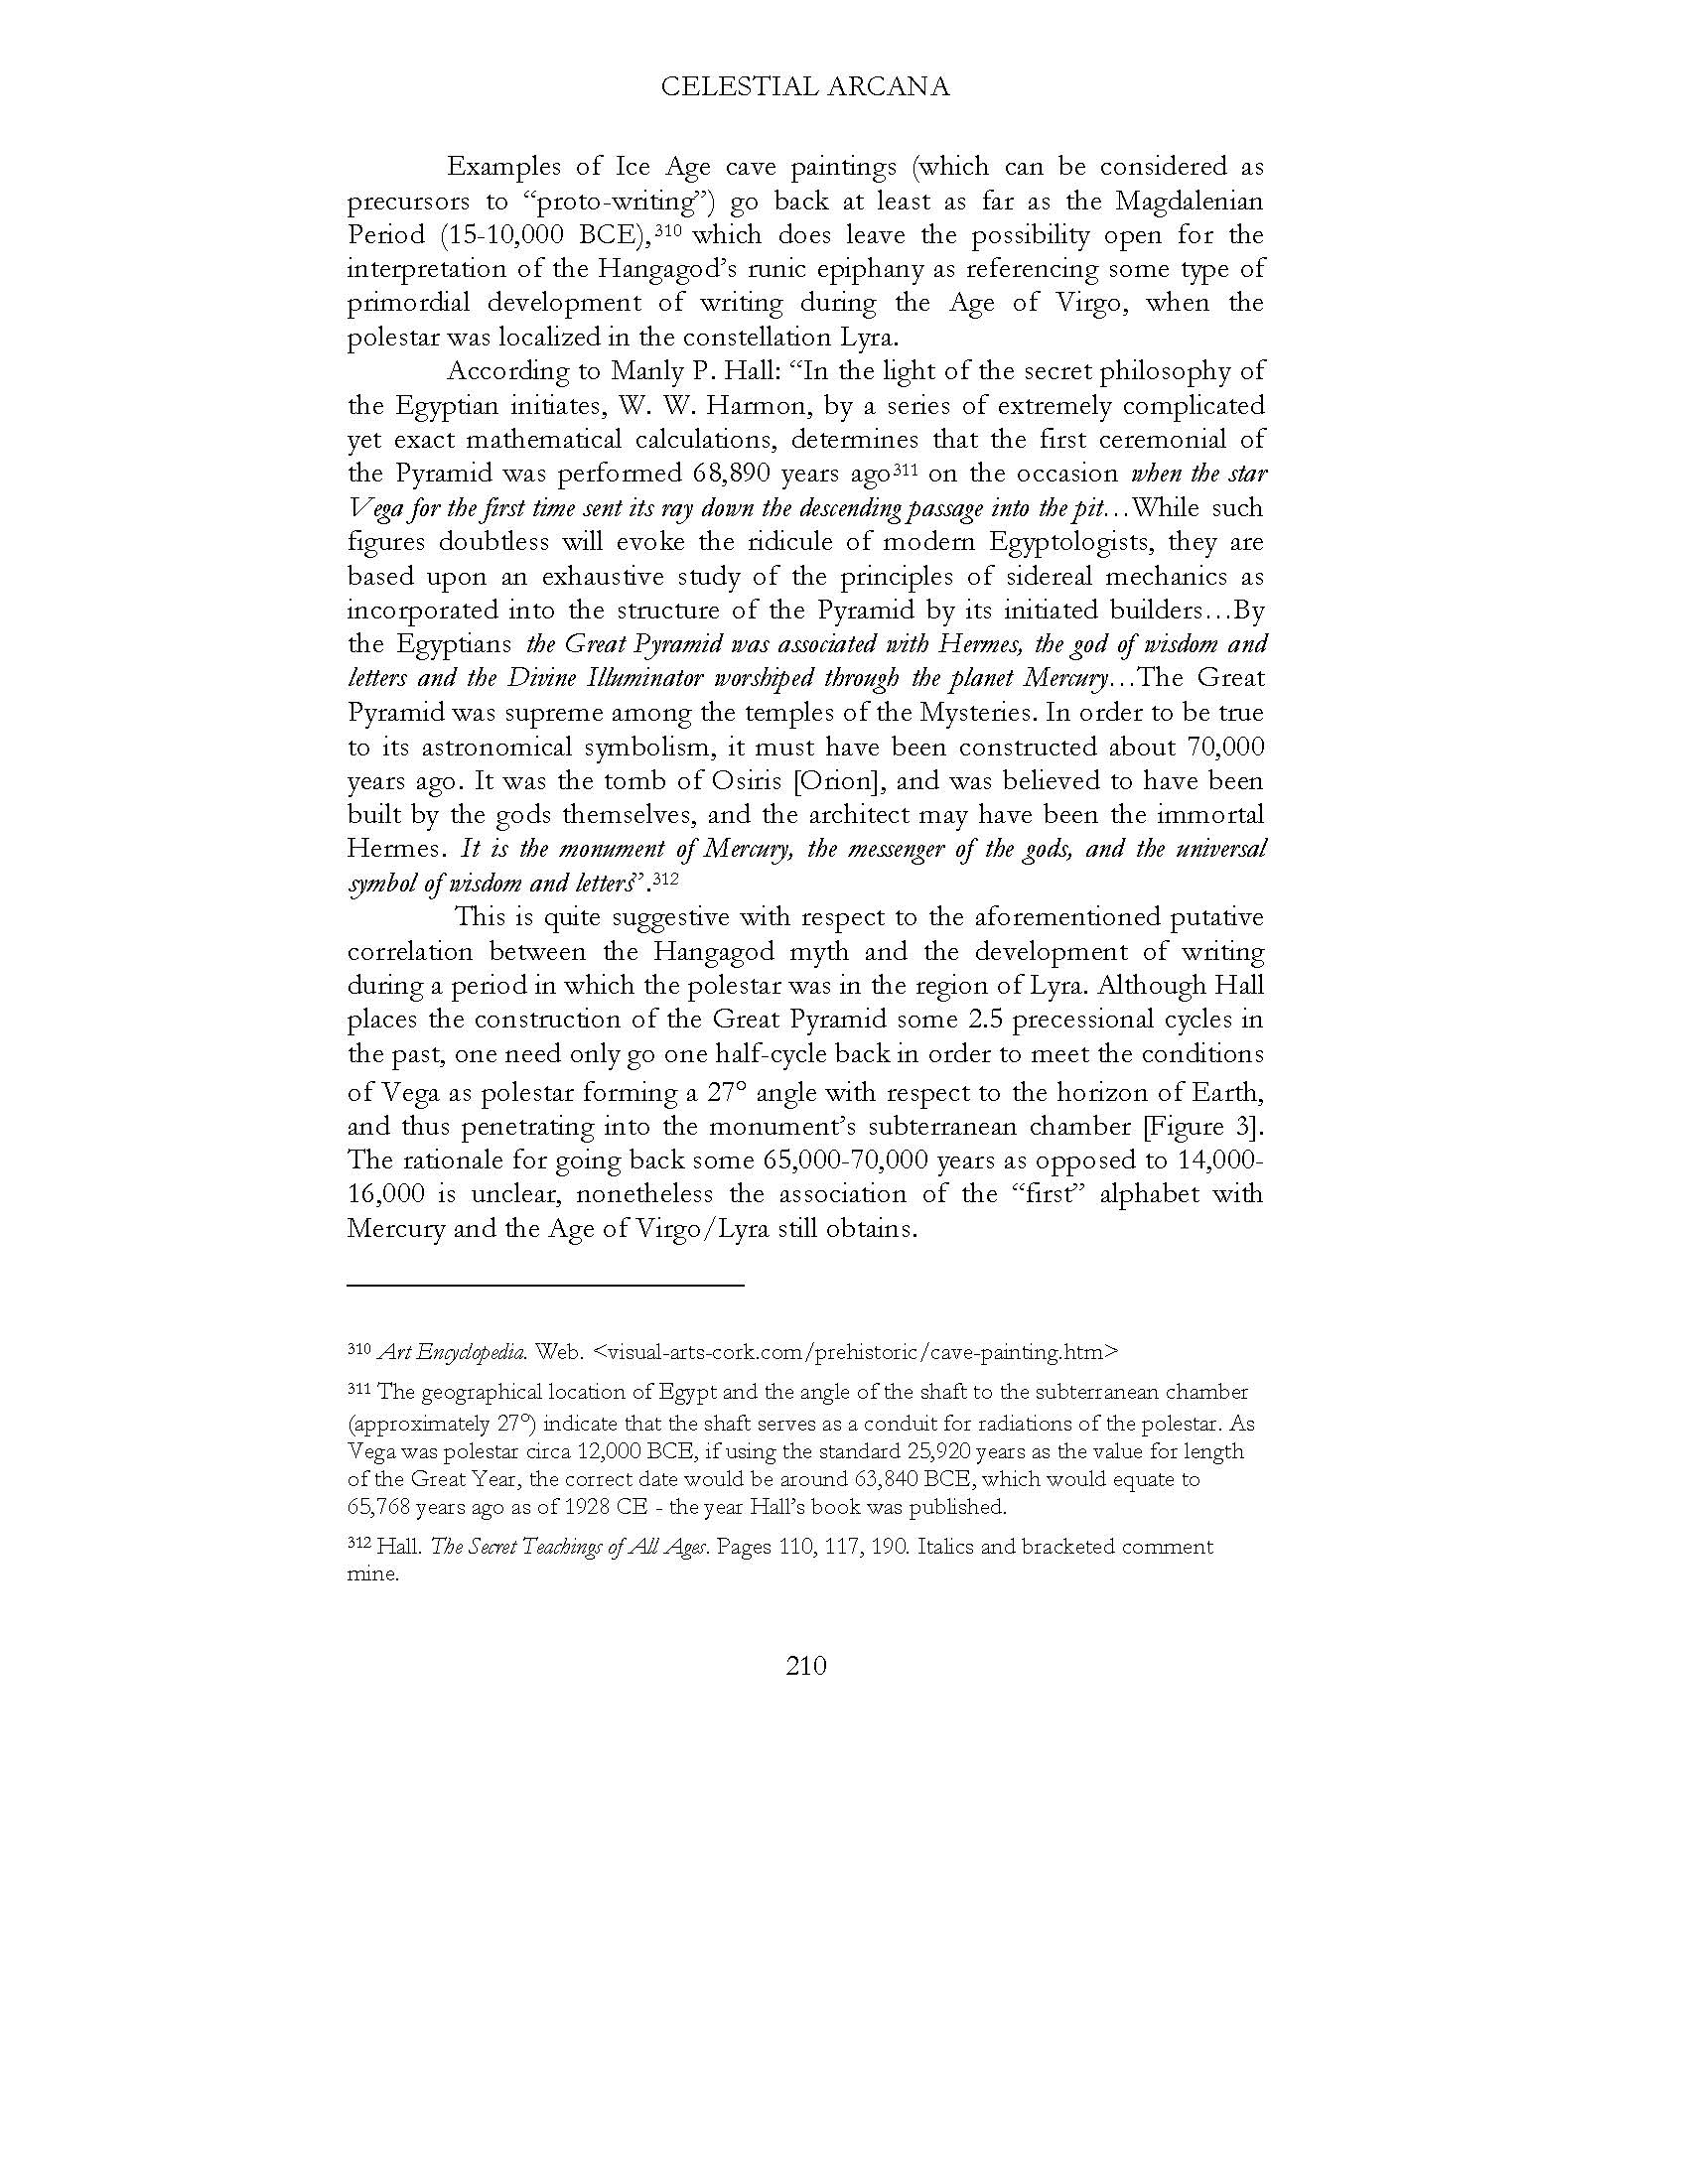 CELESTIAL ARCANA
Examples of Ice Age cave paintings (which can be considered as
precursors to “proto-writing”) go back at least as far as the Magdalenian
Period (15-10,000 BCE),³¹⁰ which does leave the possibility open for the
interpretation of the Hangagod’s runic epiphany as referencing some type of
primordial development of writing during the Age of Virgo, when the
polestar was localized in the constellation Lyra.
According to Manly P. Hall: “In the light of the secret philosophy of
the Egyptian initiates, W. W. Harmon, by a series of extremely complicated
yet exact mathematical calculations, determines that the first ceremonial of
the Pyramid was performed 68,890 years ago³¹¹ on the occasion when the star
Vega for the first time sent its ray down the descending passage into the pit…While such
figures doubtless will evoke the ridicule of modern Egyptologists, they are
based upon an exhaustive study of the principles of sidereal mechanics as
incorporated into the structure of the Pyramid by its initiated builders…By
the Egyptians the Great Pyramid was associated with Hermes, the god of wisdom and
letters and the Divine Illuminator worshiped through the planet Mercury…The Great
Pyramid was supreme among the temples of the Mysteries. In order to be true
to its astronomical symbolism, it must have been constructed about 70,000
years ago. It was the tomb of Osiris [Orion], and was believed to have been
built by the gods themselves, and the architect may have been the immortal
Hermes. It is the monument of Mercury, the messenger of the gods, and the universal
symbol of wisdom and letters”.³¹²
This is quite suggestive with respect to the aforementioned putative
correlation between the Hangagod myth and the development of writing
during a period in which the polestar was in the region of Lyra. Although Hall
places the construction of the Great Pyramid some 2.5 precessional cycles in
the past, one need only go one half-cycle back in order to meet the conditions
of Vega as polestar forming a 27° angle with respect to the horizon of Earth,
and thus penetrating into the monument’s subterranean chamber [Figure 3].
The rationale for going back some 65,000-70,000 years as opposed to 14,000-
16,000 is unclear, nonetheless the association of the “first” alphabet with
Mercury and the Age of Virgo/Lyra still obtains.
³¹⁰ Art Encyclopedia. Web. <visual-arts-cork.com/prehistoric/cave-painting.htm>
³¹¹ The geographical location of Egypt and the angle of the shaft to the subterranean chamber
(approximately 27°) indicate that the shaft serves as a conduit for radiations of the polestar. As
Vega was polestar circa 12,000 BCE, if using the standard 25,920 years as the value for length
of the Great Year, the correct date would be around 63,840 BCE, which would equate to
65,768 years ago as of 1928 CE - the year Hall’s book was published.
³¹² Hall. The Secret Teachings of All Ages. Pages 110, 117, 190. Italics and bracketed comment
mine.
210